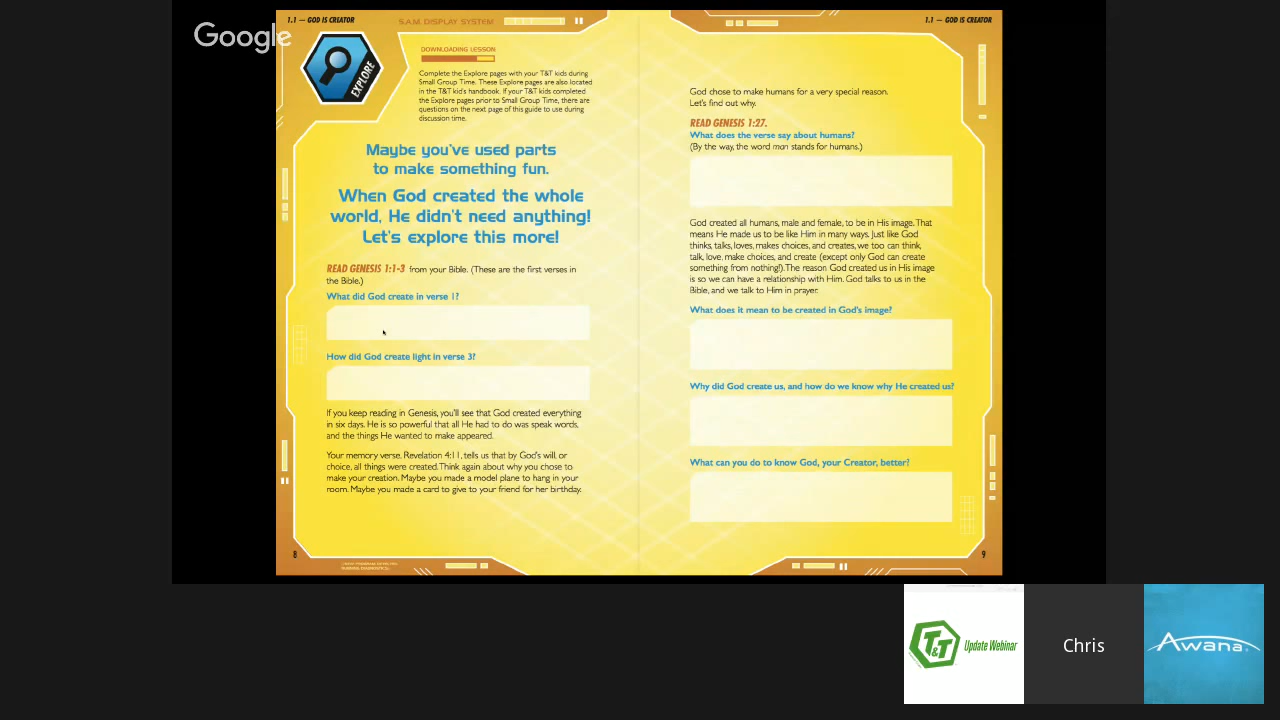 Google
1.1 — GOD IS CREATOR
S.A.M. DISPLAY SYSTEM
EXPLORE
DOWNLOADING LESSON
Complete the Explore pages with your T&T kids during
Small Group Time. These Explore pages are also located
in the T&T kid's handbook. If your T&T kids completed
the Explore pages prior to Small Group Time, there are
questions on the next page of this guide to use during
discussion time.
Maybe you've used parts
to make something fun.
When God created the whole
world, He didn't need anything!
Let's explore this more!
READ GENESIS 1:1-3 from your Bible. (These are the first verses in
the Bible.)
What did God create in verse 1?
How did God create light in verse 3?
If you keep reading in Genesis, you'll see that God created everything
in six days. He is so powerful that all He had to do was speak words,
and the things He wanted to make appeared.
Your memory verse, Revelation 4:11, tells us that by God's will, or
choice, all things were created. Think again about why you chose to
make your creation. Maybe you made a model plane to hang in your
room. Maybe you made a card to give to your friend for her birthday.
8
1.1 — GOD IS CREATOR
God chose to make humans for a very special reason.
Let's find out why.
READ GENESIS 1:27.
What does the verse say about humans?
(By the way, the word man stands for humans.)
God created all humans, male and female, to be in His image. That
means He made us to be like Him in many ways. Just like God
thinks, talks, loves, makes choices, and creates, we too can think,
talk, love, make choices, and create (except only God can create
something from nothing!). The reason God created us in His image
is so we can have a relationship with Him. God talks to us in the
Bible, and we talk to Him in prayer.
What does it mean to be created in God's image?
Why did God create us, and how do we know why He created us?
What can you do to know God, your Creator, better?
9
T&T
Update Webinar
Chris
AWANA